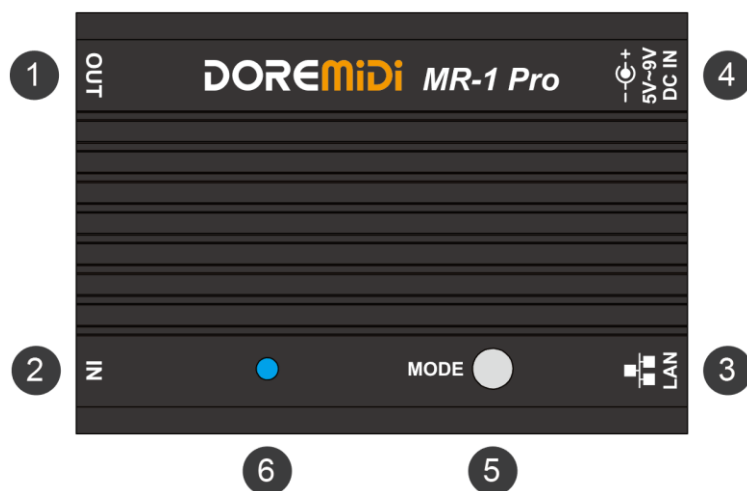 1
OUT
DOREMiDi MR-1 Pro
- +
5V~9V
DC IN
4
2
IN
MODE
LAN
3
6
5